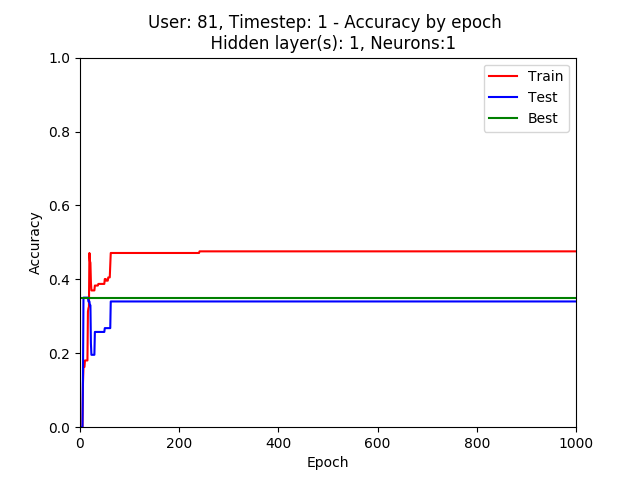 User: 81, Timestep: 1 - Accuracy by epoch
Hidden layer(s): 1, Neurons:1
Train
Test
Best
Accuracy
1.0
0.8
0.6
0.4
0.2
0.0
0 200 400 600 800 1000
Epoch